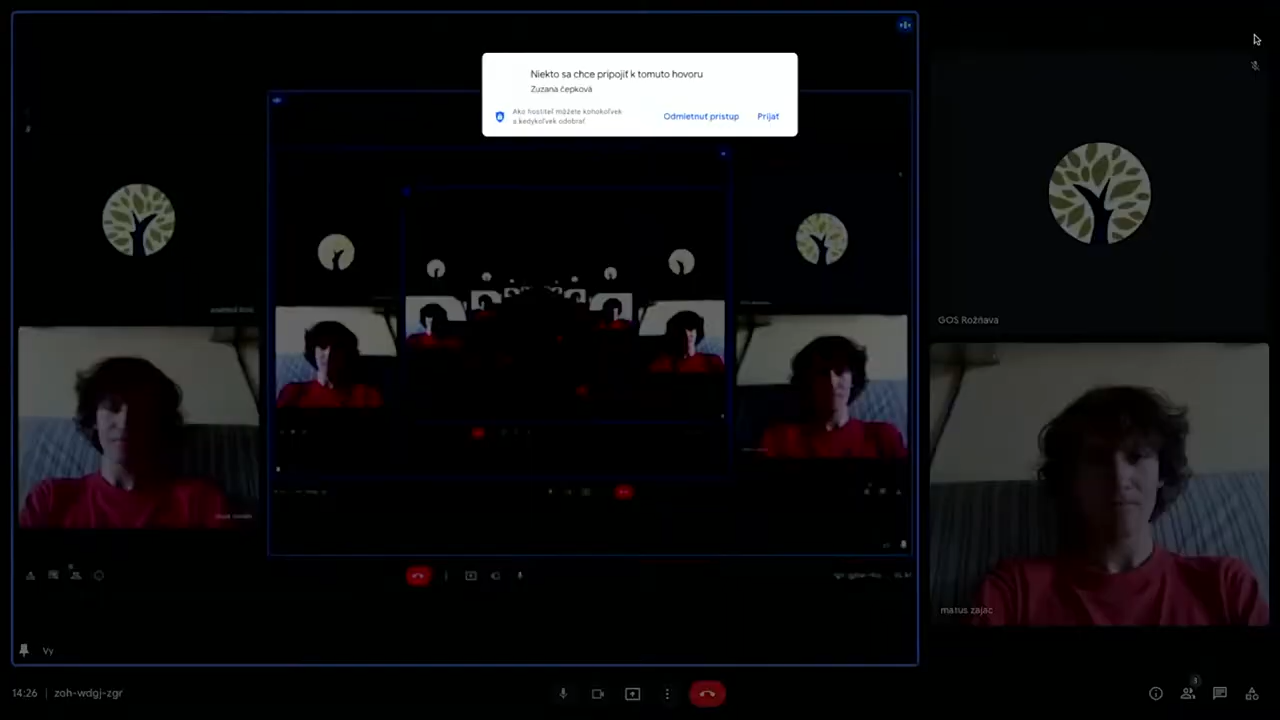 Niekto sa chce pripojiť k tomuto hovoru
Zuzana čepková
Ako hostiteľ môžete kohokoľvek
a kedykoľvek odobrať
Odmietnuť prístup
Prijať
GOS Rožňava
matus zajac
Vy
14:26 | zoh-wdgj-zgr